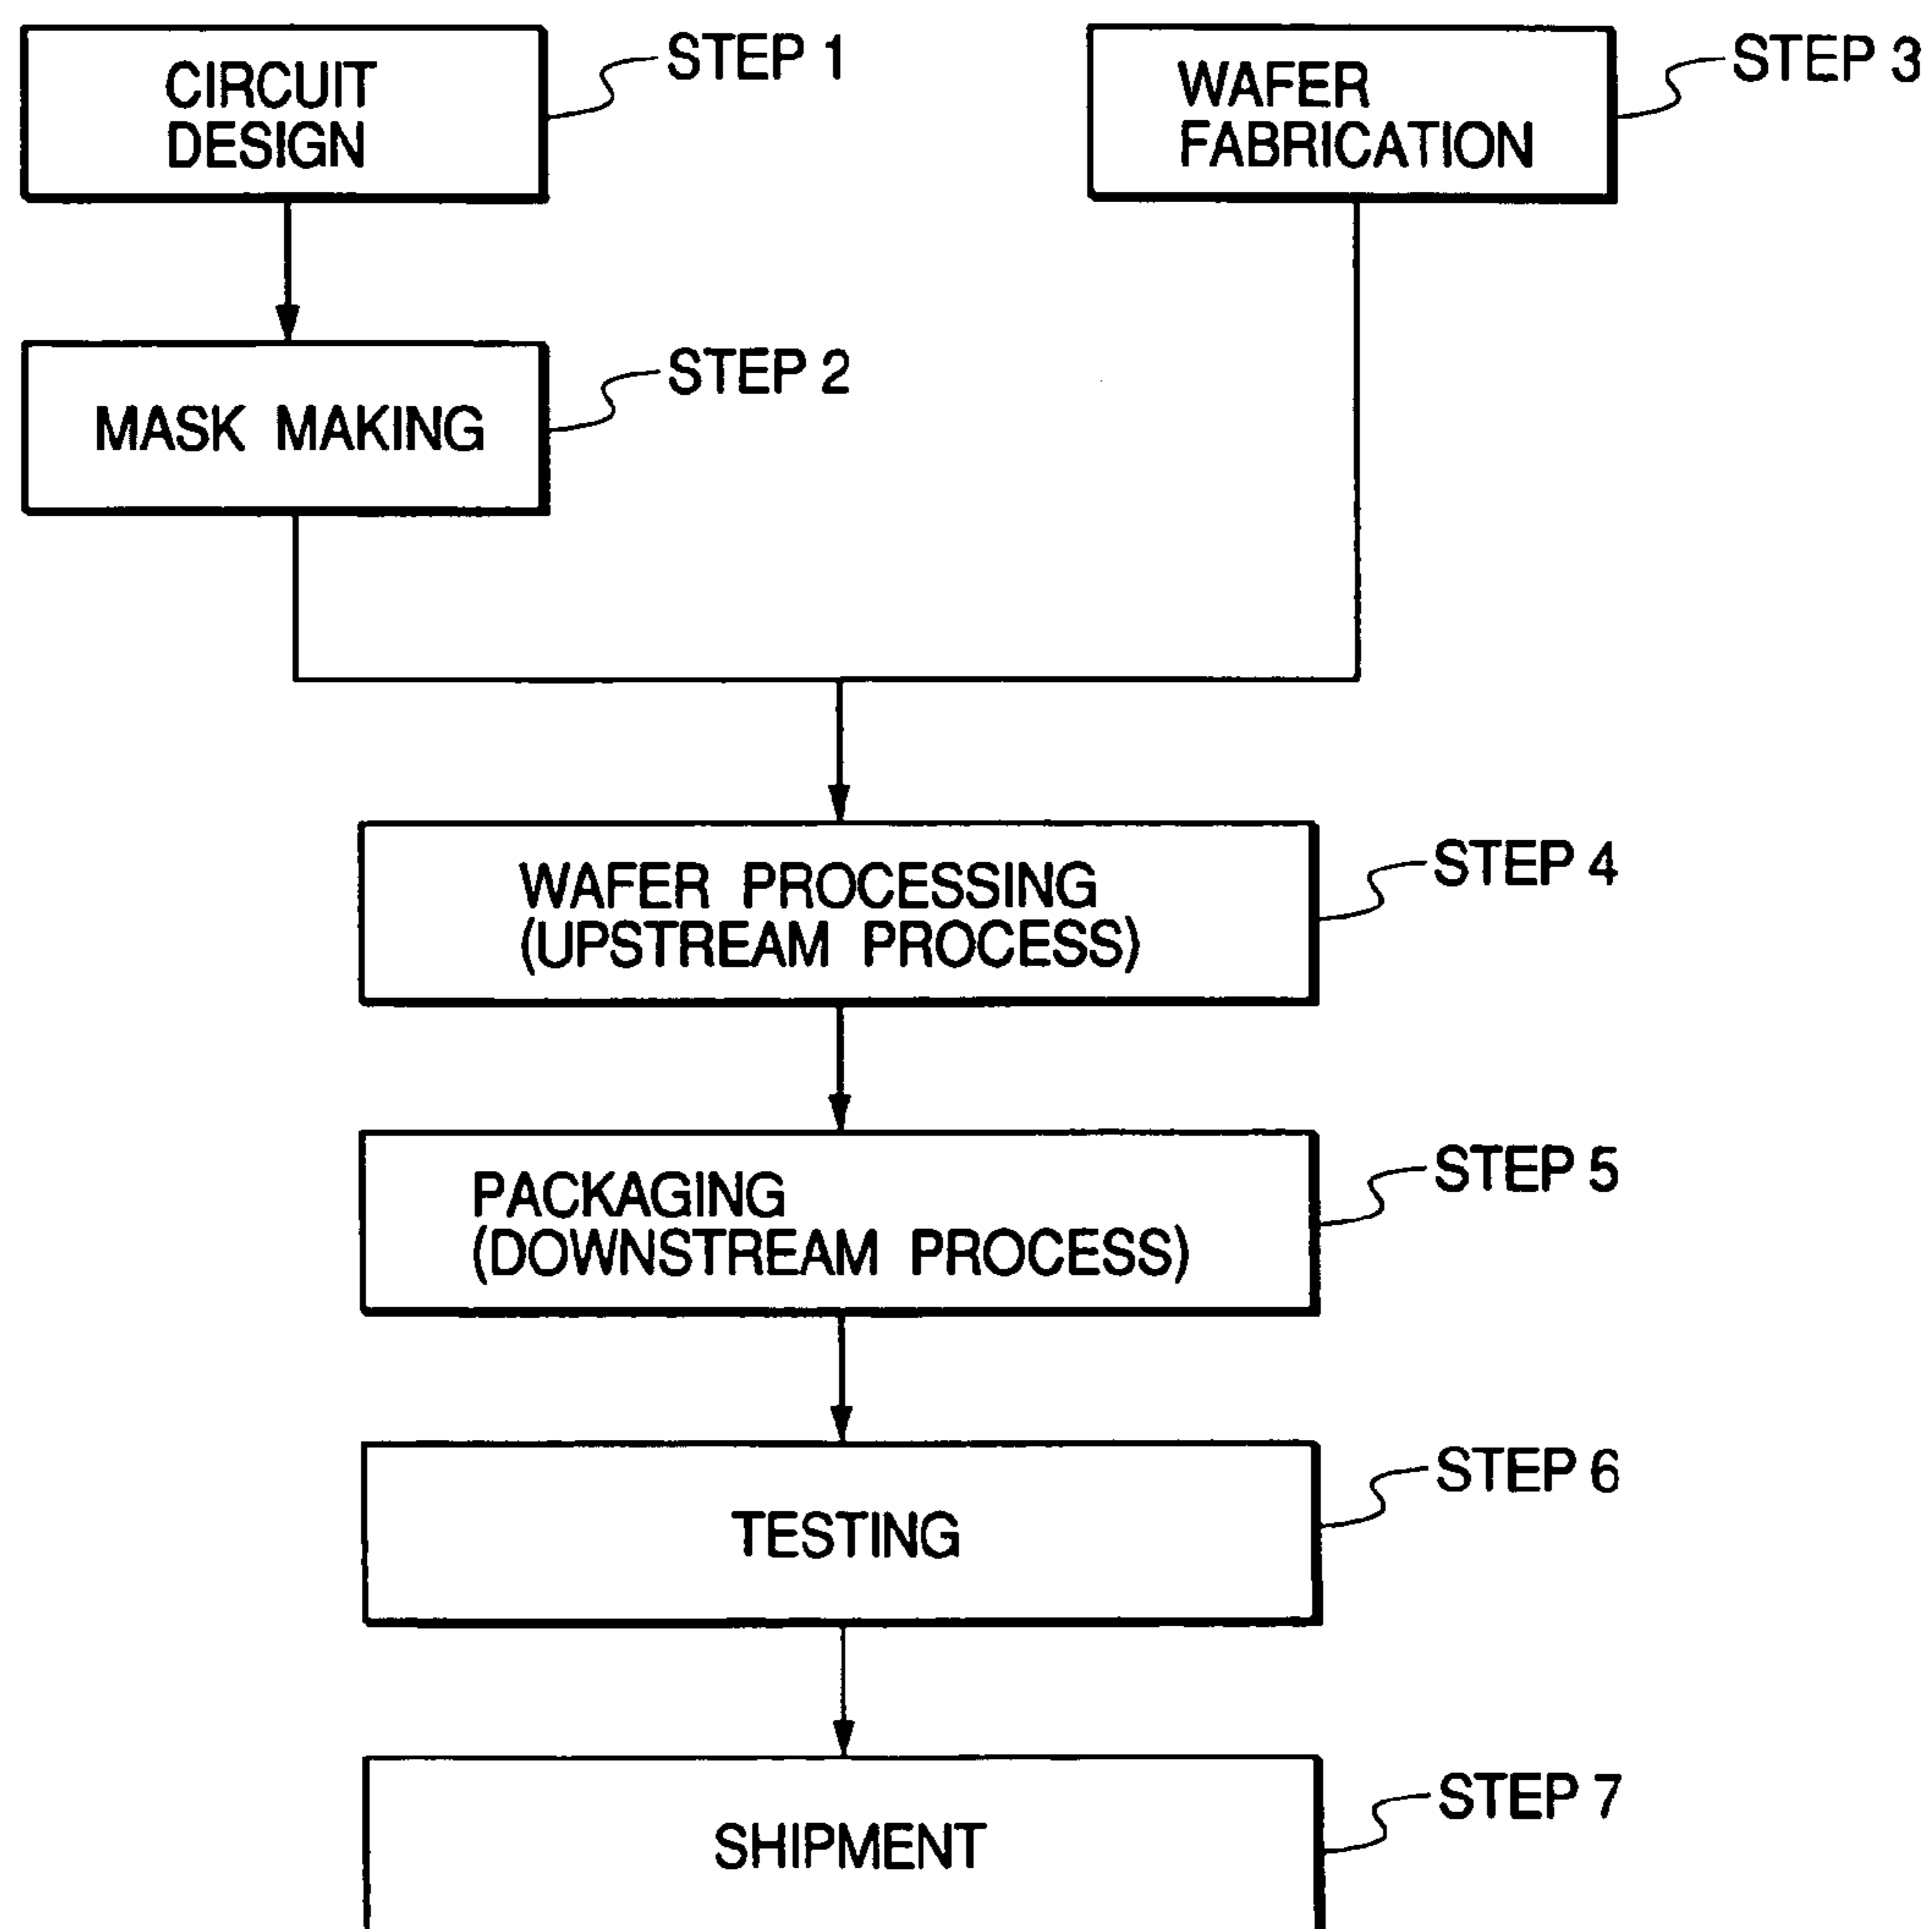 CIRCUIT
DESIGN
STEP 1
WAFER
FABRICATION
STEP 3
MASK MAKING
STEP 2
WAFER PROCESSING
(UPSTREAM PROCESS)
STEP 4
PACKAGING
(DOWNSTREAM PROCESS)
STEP 5
TESTING
STEP 6
SHIPMENT
STEP 7